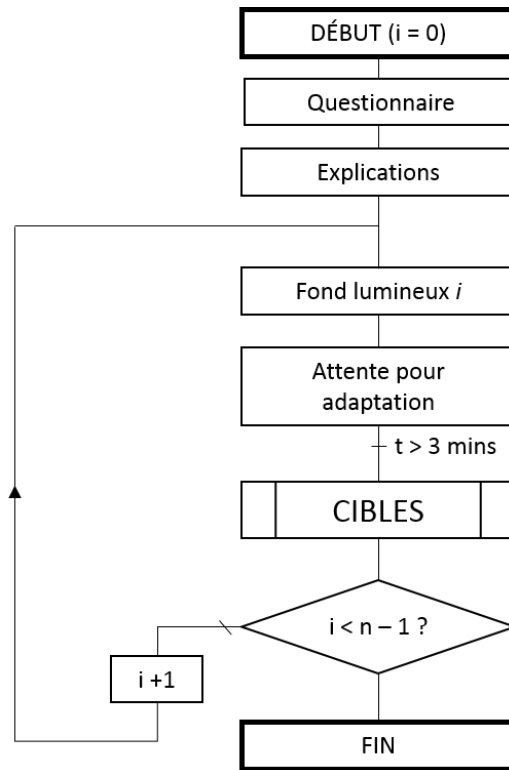 DÉBUT (i = 0)
Questionnaire
Explications
Fond lumineux i
Attente pour
adaptation
t > 3 mins
CIBLES
i < n – 1 ?
i +1
FIN